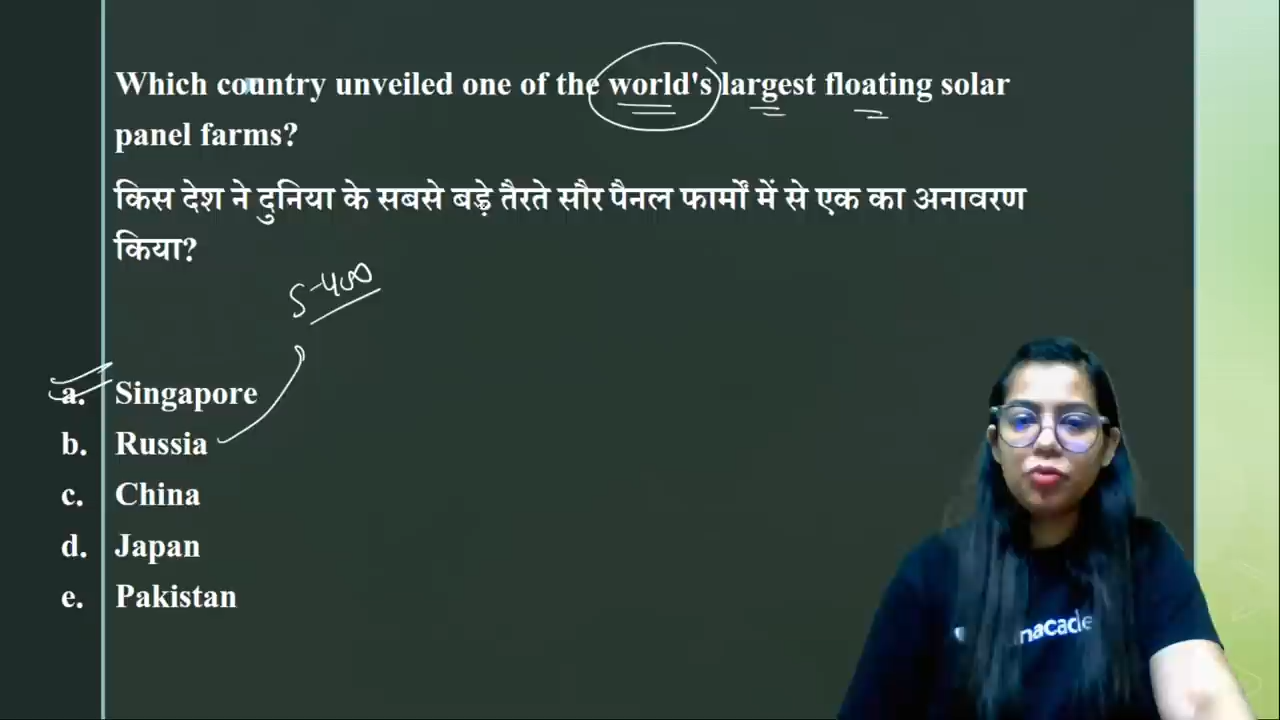 Which country unveiled one of the world's largest floating solar
panel farms?
किस देश ने दुनिया के सबसे बड़े तैरते सौर पैनल फार्मों में से एक का अनावरण
किया?
S-400
a. Singapore
b. Russia
c. China
d. Japan
e. Pakistan
nacade